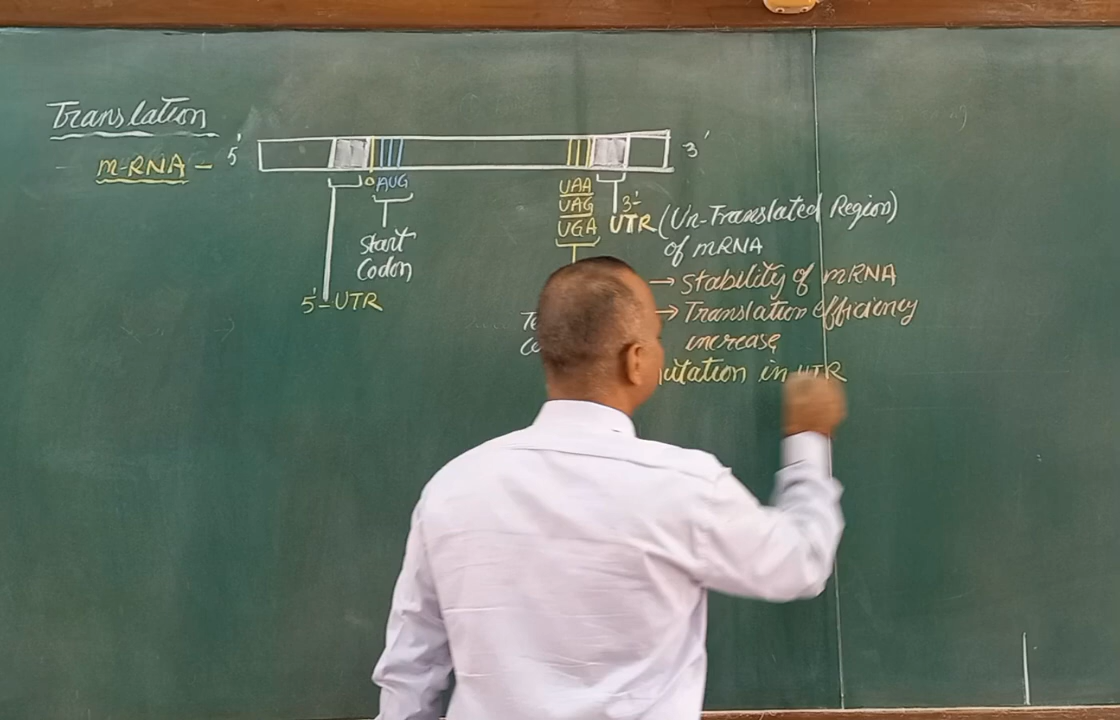 Translation
m-RNA -
5'
3'
AUG
Start
Codon
5'-UTR
UAA
UAG
UGA
3'-
UTR (Un-Translated Region)
of mRNA
→ Stability of mRNA
→ Translation efficiency
increase
in UTR